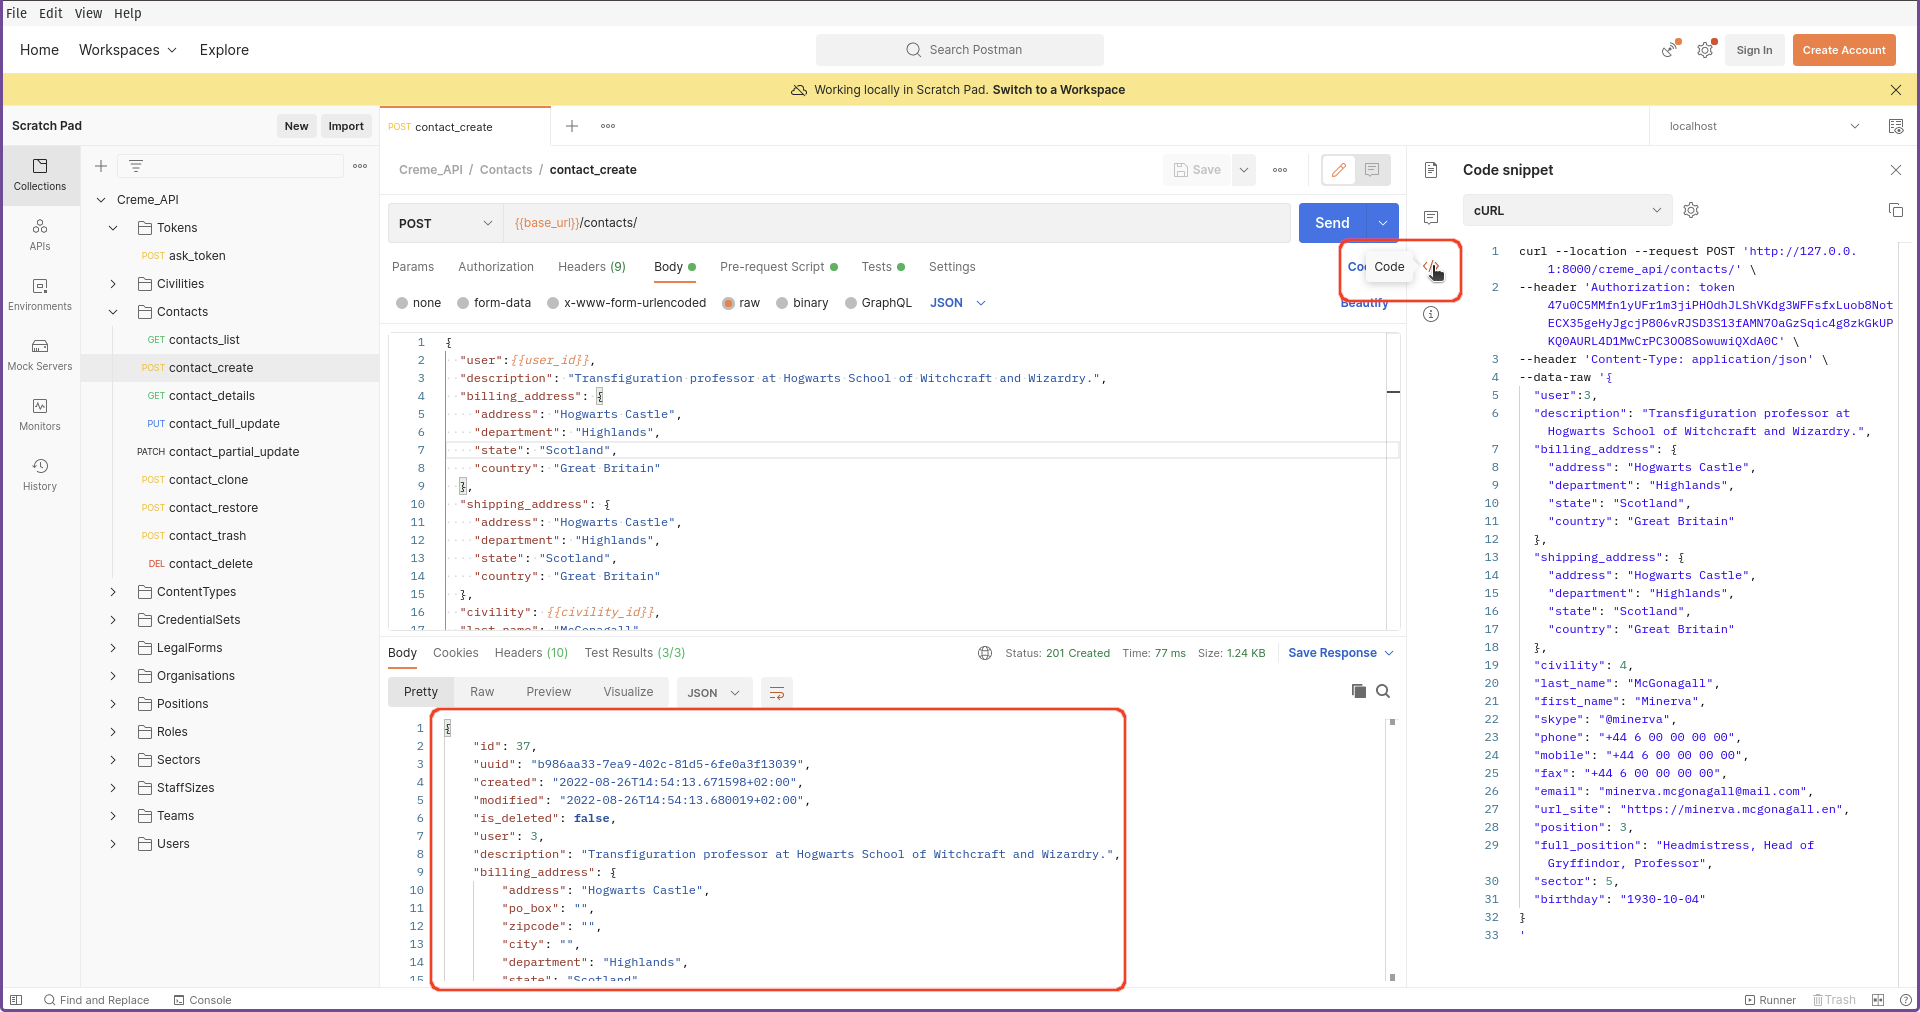 File Edit View Help
Home Workspaces Explore
Search Postman
Sign In Create Account
Working locally in Scratch Pad. Switch to a Workspace
Scratch Pad New Import
Collections
APIs
Environments
Mock Servers
Monitors
History
Creme_API
Tokens
POST ask_token
Civilities
Contacts
GET contacts_list
POST contact_create
GET contact_details
PUT contact_full_update
PATCH contact_partial_update
POST contact_clone
POST contact_restore
POST contact_trash
DEL contact_delete
ContentTypes
CredentialSets
LegalForms
Organisations
Positions
Roles
Sectors
StaffSizes
Teams
Users
POST contact_create
localhost
Creme_API / Contacts / contact_create
Save
POST {{base_url}}/contacts/
Send
Params Authorization Headers (9) Body Pre-request Script Tests Settings
Code
none form-data x-www-form-urlencoded raw binary GraphQL JSON
Beautify
1 {
2 "user":{{user_id}},
3 "description": "Transfiguration professor at Hogwarts School of Witchcraft and Wizardry.",
4 "billing_address": {
5 "address": "Hogwarts Castle",
6 "department": "Highlands",
7 "state": "Scotland",
8 "country": "Great Britain"
9 },
10 "shipping_address": {
11 "address": "Hogwarts Castle",
12 "department": "Highlands",
13 "state": "Scotland",
14 "country": "Great Britain"
15 },
16 "civility": {{civility_id}},
17 "last_name": "McGonagall"
Body Cookies Headers (10) Test Results (3/3)
Status: 201 Created Time: 77 ms Size: 1.24 KB Save Response
Pretty Raw Preview Visualize JSON
1 {
2 "id": 37,
3 "uuid": "b986aa33-7ea9-402c-81d5-6fe0a3f13039",
4 "created": "2022-08-26T14:54:13.671598+02:00",
5 "modified": "2022-08-26T14:54:13.680019+02:00",
6 "is_deleted": false,
7 "user": 3,
8 "description": "Transfiguration professor at Hogwarts School of Witchcraft and Wizardry.",
9 "billing_address": {
10 "address": "Hogwarts Castle",
11 "po_box": "",
12 "zipcode": "",
13 "city": "",
14 "department": "Highlands",
15 "state": "Scotland"
Code snippet
cURL
1 curl --location --request POST 'http://127.0.0.
1:8000/creme_api/contacts/' \
2 --header 'Authorization: token
47u0C5MMfn1yUFr1m3jiPHOdhJLShVKdg3WFFsfxLuob8Not
ECX35geHyJgcjP806vRJSD3S13fAMN7OaGzSqic4g8zkGkUP
KQ0AURL4D1MwCrPC3OO8SowuwiQXdA0C' \
3 --header 'Content-Type: application/json' \
4 --data-raw '{
5 "user":3,
6 "description": "Transfiguration professor at
Hogwarts School of Witchcraft and Wizardry.",
7 "billing_address": {
8 "address": "Hogwarts Castle",
9 "department": "Highlands",
10 "state": "Scotland",
11 "country": "Great Britain"
12 },
13 "shipping_address": {
14 "address": "Hogwarts Castle",
15 "department": "Highlands",
16 "state": "Scotland",
17 "country": "Great Britain"
18 },
19 "civility": 4,
20 "last_name": "McGonagall",
21 "first_name": "Minerva",
22 "skype": "@minerva",
23 "phone": "+44 6 00 00 00 00",
24 "mobile": "+44 6 00 00 00 00",
25 "fax": "+44 6 00 00 00 00",
26 "email": "minerva.mcgonagall@mail.com",
27 "url_site": "https://minerva.mcgonagall.en",
28 "position": 3,
29 "full_position": "Headmistress, Head of
Gryffindor, Professor",
30 "sector": 5,
31 "birthday": "1930-10-04"
32 }
33 '
Find and Replace Console
Runner Trash